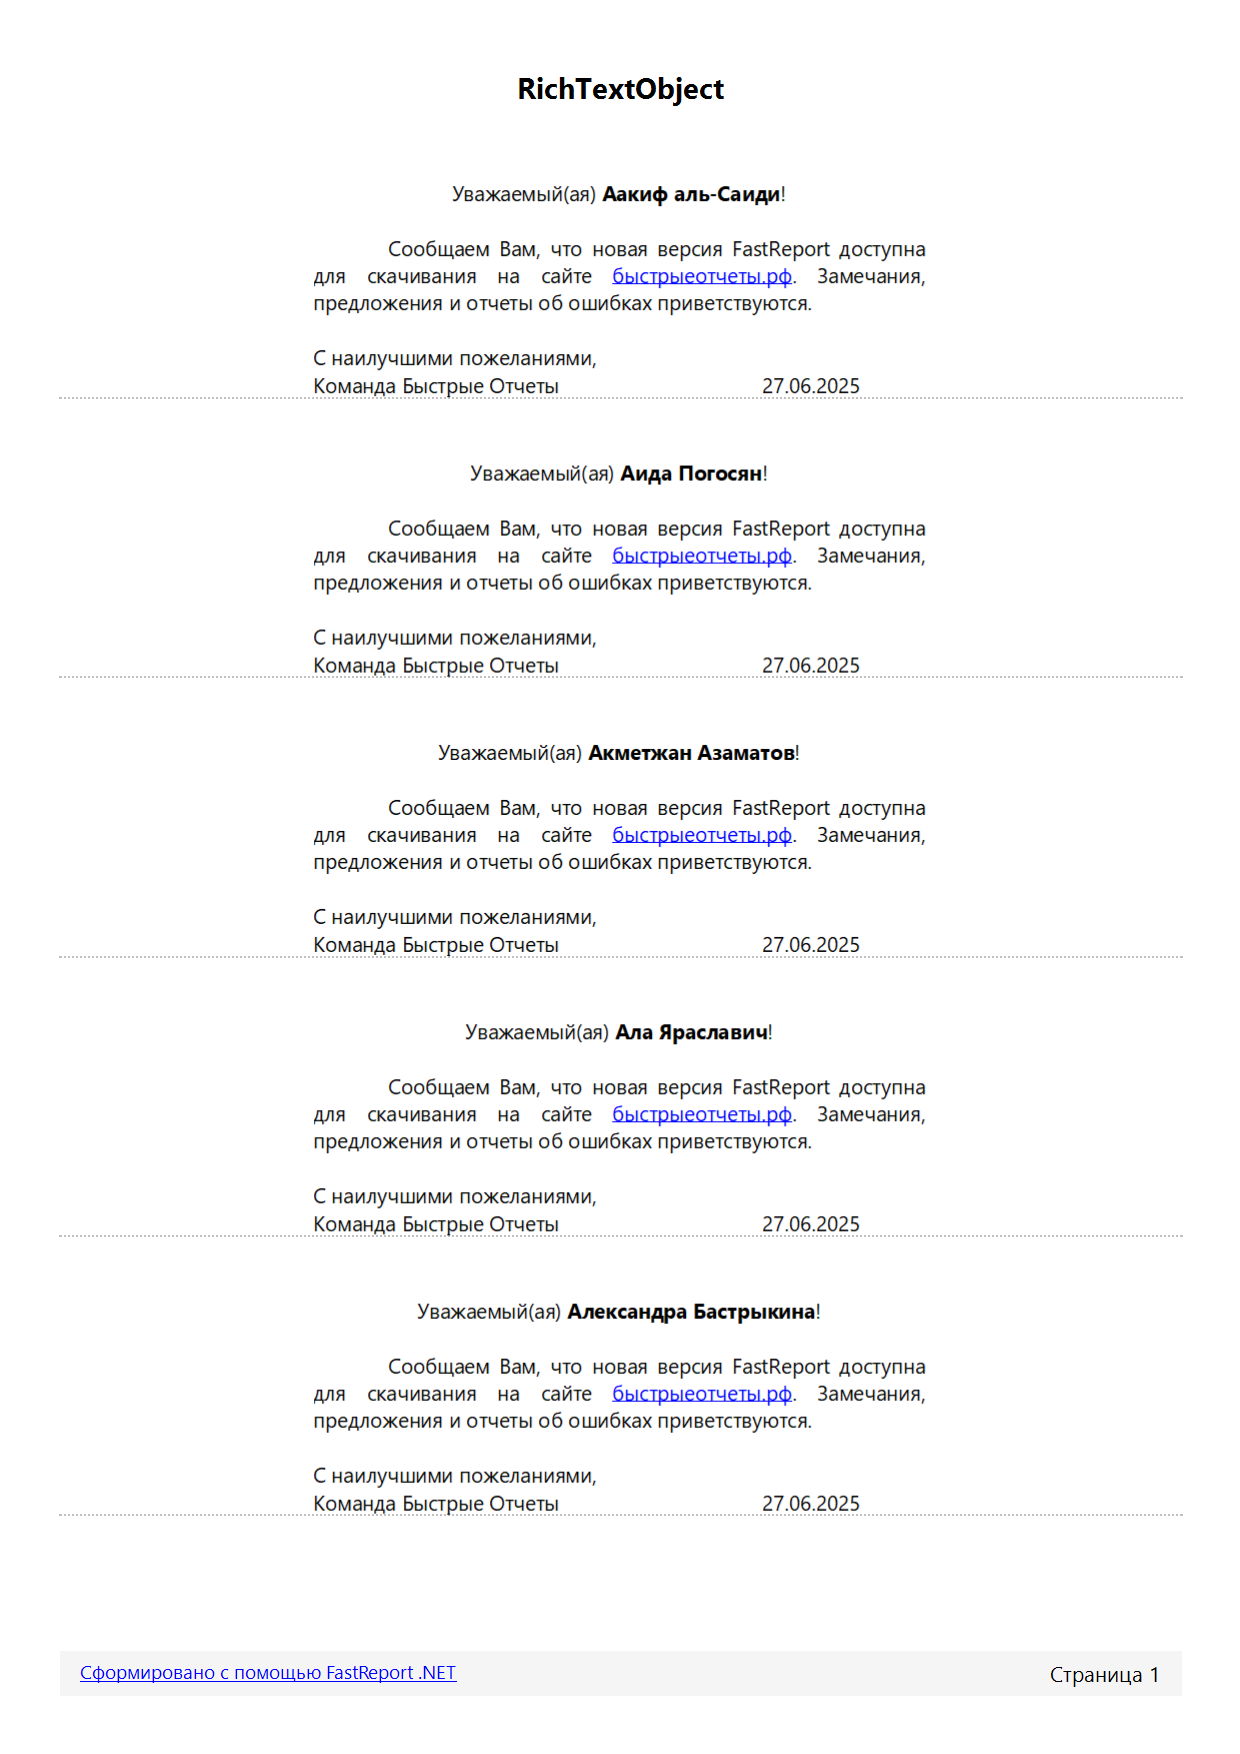 RichTextObject
Уважаемый(ая) Аакиф аль-Саиди!
Сообщаем Вам, что новая версия FastReport доступна
для скачивания на сайте быстрыеотчеты.рф. Замечания,
предложения и отчеты об ошибках приветствуются.
С наилучшими пожеланиями,
Команда Быстрые Отчеты 27.06.2025
Уважаемый(ая) Аида Погосян!
Сообщаем Вам, что новая версия FastReport доступна
для скачивания на сайте быстрыеотчеты.рф. Замечания,
предложения и отчеты об ошибках приветствуются.
С наилучшими пожеланиями,
Команда Быстрые Отчеты 27.06.2025
Уважаемый(ая) Акметжан Азаматов!
Сообщаем Вам, что новая версия FastReport доступна
для скачивания на сайте быстрыеотчеты.рф. Замечания,
предложения и отчеты об ошибках приветствуются.
С наилучшими пожеланиями,
Команда Быстрые Отчеты 27.06.2025
Уважаемый(ая) Ала Яраславич!
Сообщаем Вам, что новая версия FastReport доступна
для скачивания на сайте быстрыеотчеты.рф. Замечания,
предложения и отчеты об ошибках приветствуются.
С наилучшими пожеланиями,
Команда Быстрые Отчеты 27.06.2025
Уважаемый(ая) Александра Бастрыкина!
Сообщаем Вам, что новая версия FastReport доступна
для скачивания на сайте быстрыеотчеты.рф. Замечания,
предложения и отчеты об ошибках приветствуются.
С наилучшими пожеланиями,
Команда Быстрые Отчеты 27.06.2025
Сформировано с помощью FastReport .NET Страница 1